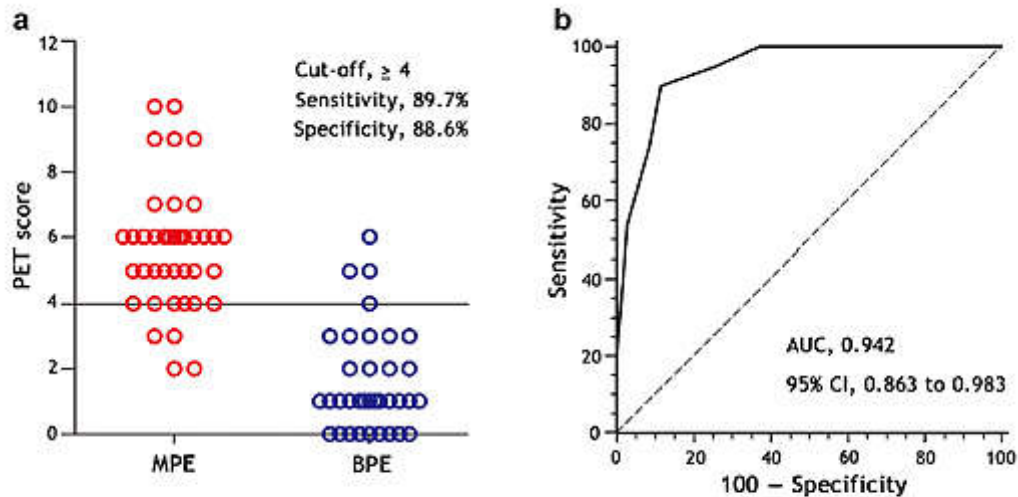 a
12
10
8
6
4
2
0
PET score
Cut-off, ≥ 4
Sensitivity, 89.7%
Specificity, 88.6%
MPE
BPE
b
100
80
60
40
20
0
Sensitivity
AUC, 0.942
95% CI, 0.863 to 0.983
0 20 40 60 80 100
100 – Specificity